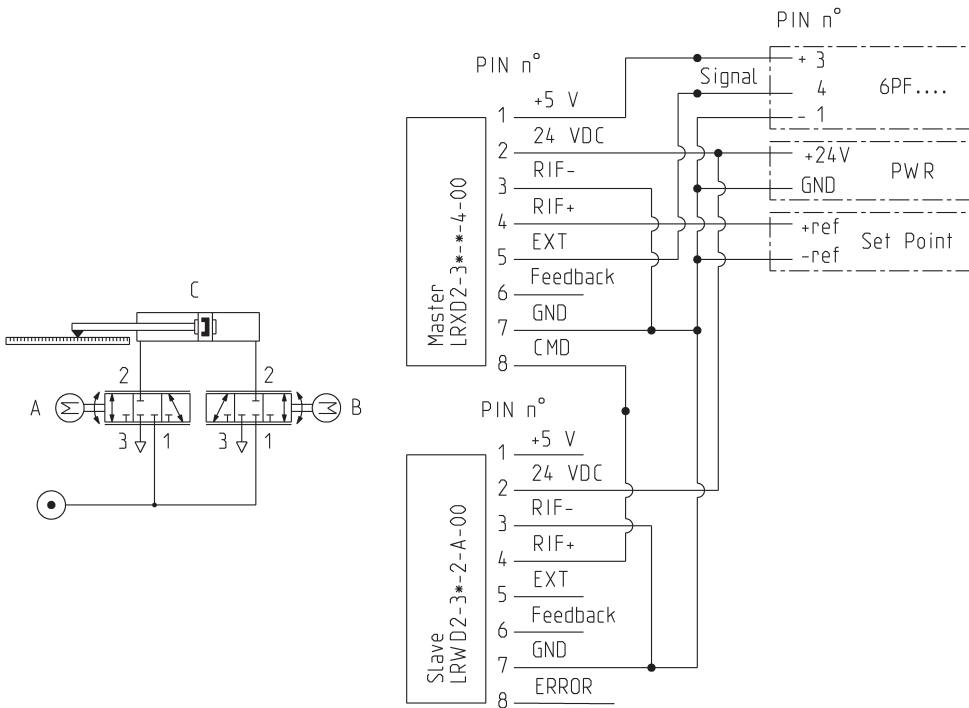 PIN n°
+ 3
Signal
4
6PF....
- 1
+24V
PWR
GND
+ref
Set Point
-ref
PIN n°
1 +5 V
2 24 VDC
3 RIF-
4 RIF+
5 EXT
6 Feedback
7 GND
8 CMD
Master
LRXD2-3*-*-4-00
PIN n°
1 +5 V
2 24 VDC
3 RIF-
4 RIF+
5 EXT
6 Feedback
7 GND
8 ERROR
Slave
LRWD2-3*-2-A-00
C
2 2
A M M B
3 1 3 1